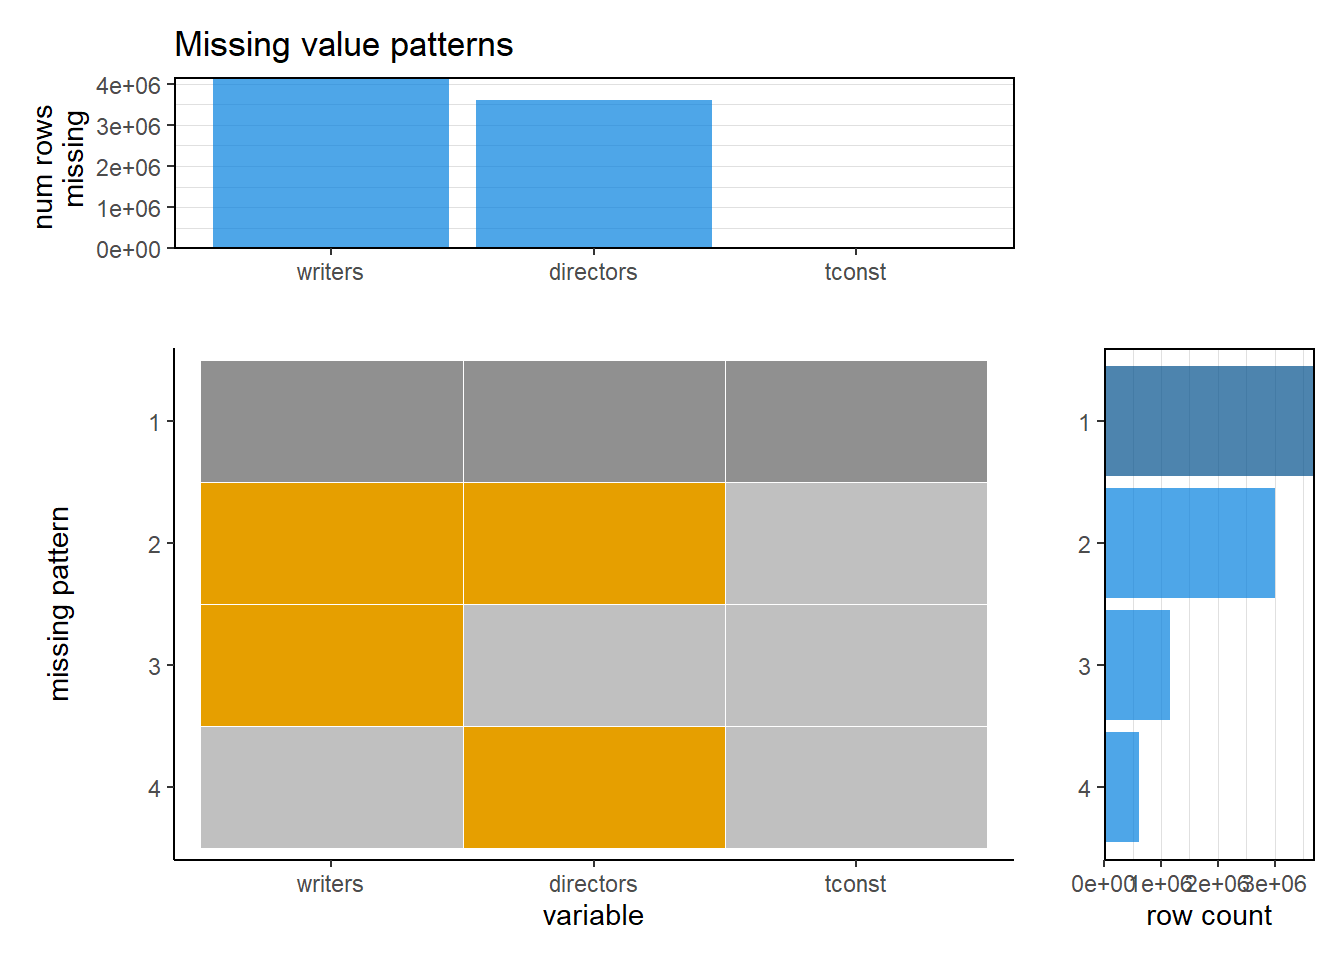 Missing value patterns
num rows
missing
4e+06
3e+06
2e+06
1e+06
0e+00
writers directors tconst
missing pattern
1
2
3
4
writers directors tconst
variable
1
2
3
4
0e+00 1e+06 2e+06 3e+06
row count